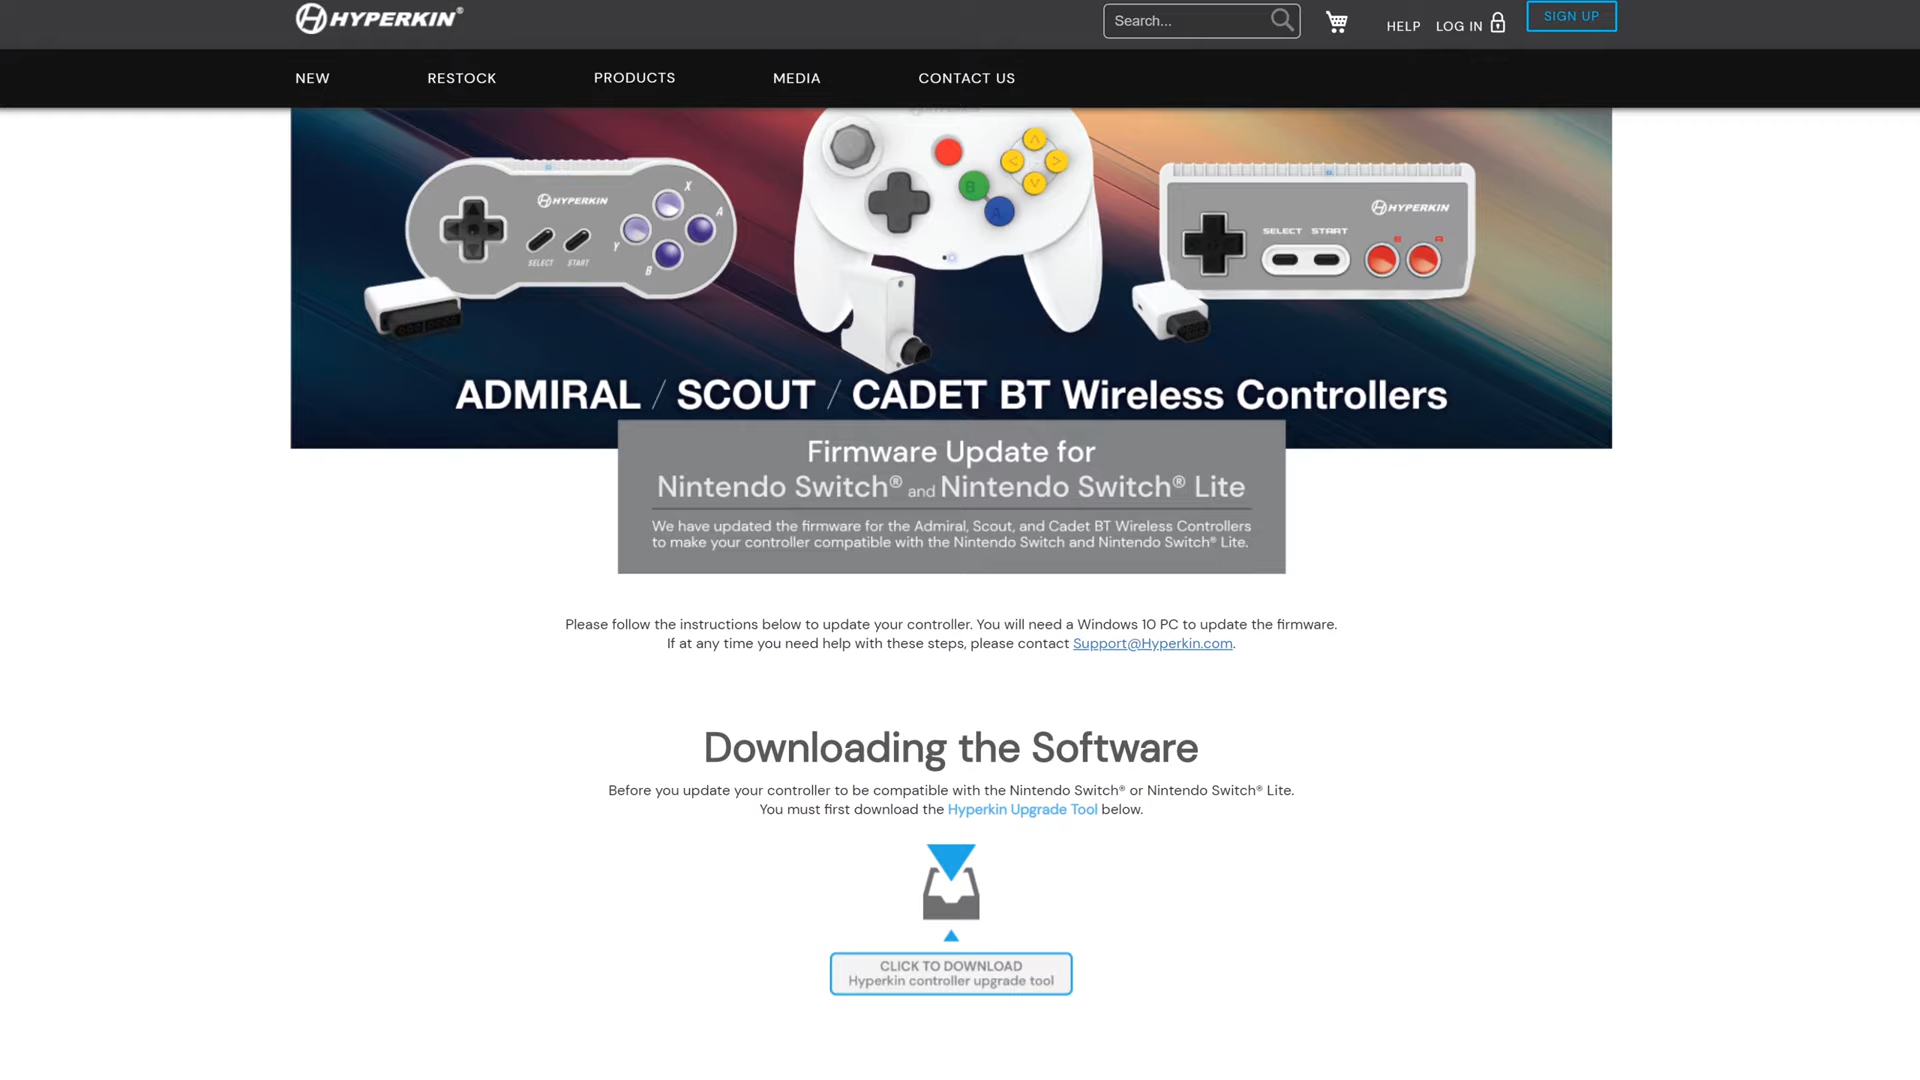 HYPERKIN®
Search...
HELP
LOG IN
SIGN UP
NEW
RESTOCK
PRODUCTS
MEDIA
CONTACT US
HYPERKIN
X
A
Y
B
SELECT
START
B
A
HYPERKIN
SELECT START
B
A
ADMIRAL / SCOUT / CADET BT Wireless Controllers
Firmware Update for
Nintendo Switch® and Nintendo Switch® Lite
We have updated the firmware for the Admiral, Scout, and Cadet BT Wireless Controllers
to make your controller compatible with the Nintendo Switch and Nintendo Switch® Lite.
Please follow the instructions below to update your controller. You will need a Windows 10 PC to update the firmware.
If at any time you need help with these steps, please contact Support@Hyperkin.com.
Downloading the Software
Before you update your controller to be compatible with the Nintendo Switch® or Nintendo Switch® Lite.
You must first download the Hyperkin Upgrade Tool below.
CLICK TO DOWNLOAD
Hyperkin controller upgrade tool